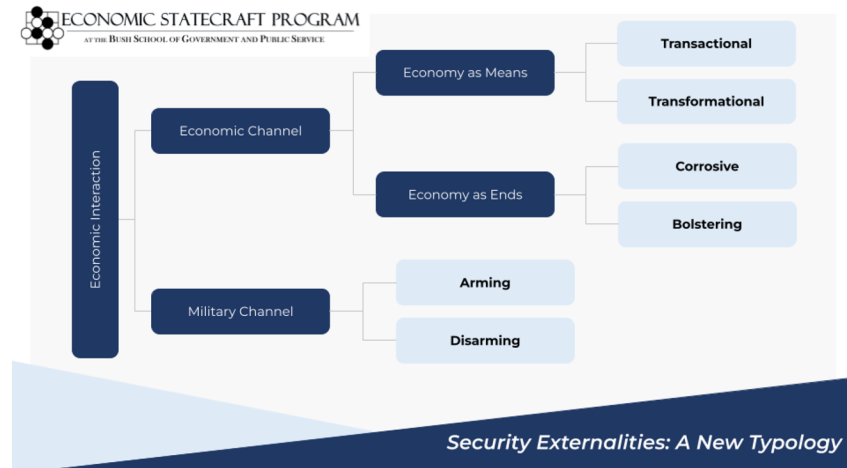 ECONOMIC STATECRAFT PROGRAM
AT THE BUSH SCHOOL OF GOVERNMENT AND PUBLIC SERVICE
Economic Interaction
Economic Channel
Economy as Means
Transactional
Transformational
Economy as Ends
Corrosive
Bolstering
Military Channel
Arming
Disarming
Security Externalities: A New Typology